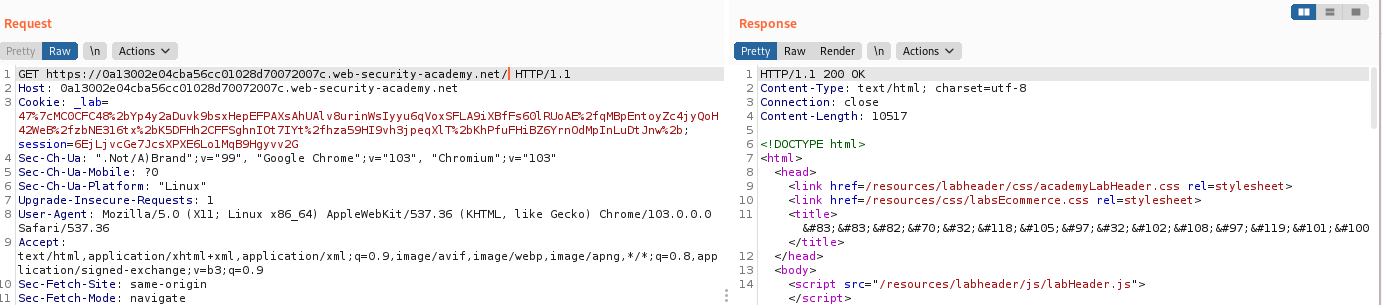 Request
Pretty Raw \n Actions
1 GET https://0a13002e04cba56cc01028d70072007c.web-security-academy.net/ HTTP/1.1
2 Host: 0a13002e04cba56cc01028d70072007c.web-security-academy.net
3 Cookie: _lab=
47%7cMC0CFC48%2bYp4y2aDuvk9bsxHepEFPAXsAhUAlv8urinWsIyyu6qVoxSFLA9iXBfFs60lRUoAE%2fqMBpEntoyZc4jyQoH
42WeB%2fzbNE3l6tx%2bK5DFHh2CFFSghnIOt7IYt%2fhza59HI9vh3jpeqXlT%2bKhPfuFHiBZ6YrnOdMpInLuDtJnw%2b;
session=6EjLjvcGe7JcsXPXE6LolMqB9Hgyvv2G
4 Sec-Ch-Ua: ".Not/A)Brand";v="99", "Google Chrome";v="103", "Chromium";v="103"
5 Sec-Ch-Ua-Mobile: ?0
6 Sec-Ch-Ua-Platform: "Linux"
7 Upgrade-Insecure-Requests: 1
8 User-Agent: Mozilla/5.0 (X11; Linux x86_64) AppleWebKit/537.36 (KHTML, like Gecko) Chrome/103.0.0.0
Safari/537.36
9 Accept:
text/html,application/xhtml+xml,application/xml;q=0.9,image/avif,image/webp,image/apng,*/*;q=0.8,app
lication/signed-exchange;v=b3;q=0.9
10 Sec-Fetch-Site: same-origin
11 Sec-Fetch-Mode: navigate
Response
Pretty Raw Render \n Actions
1 HTTP/1.1 200 OK
2 Content-Type: text/html; charset=utf-8
3 Connection: close
4 Content-Length: 10517
5
6 <!DOCTYPE html>
7 <html>
8 <head>
9 <link href=/resources/labheader/css/academyLabHeader.css rel=stylesheet>
10 <link href=/resources/css/labsEcommerce.css rel=stylesheet>
11 <title>
&#83;&#83;&#82;&#70;&#32;&#118;&#105;&#97;&#32;&#102;&#108;&#97;&#119;&#101;&#100
</title>
12 </head>
13 <body>
14 <script src="/resources/labheader/js/labHeader.js">
</script>